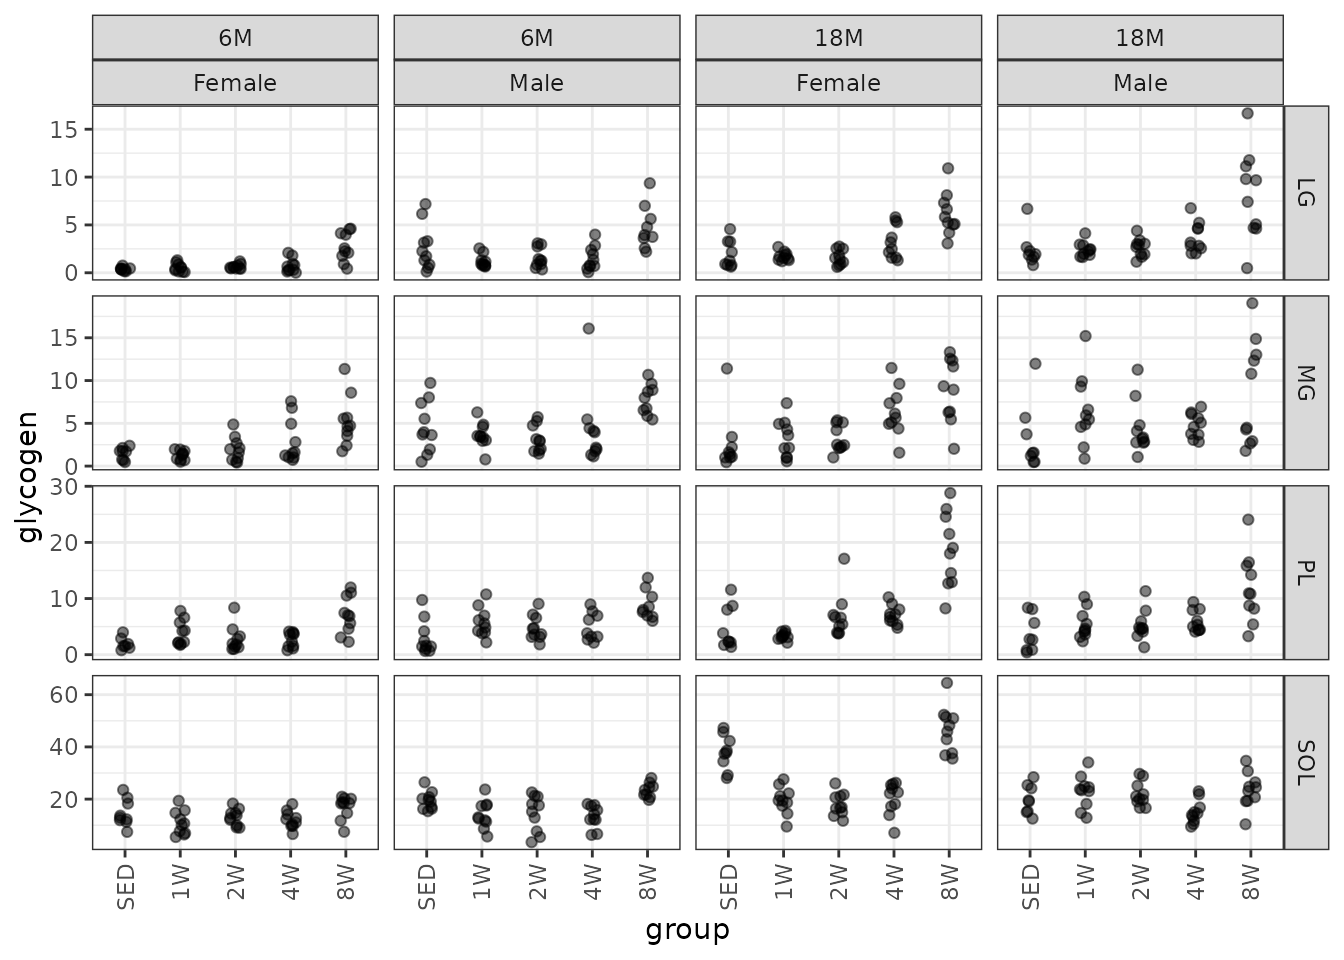 6M 6M 18M 18M
Female Male Female Male
15
10
5
0
LG
15
10
5
0
MG
30
20
10
0
PL
60
40
20
SOL
glycogen
SED 1W 2W 4W 8W SED 1W 2W 4W 8W SED 1W 2W 4W 8W SED 1W 2W 4W 8W
group